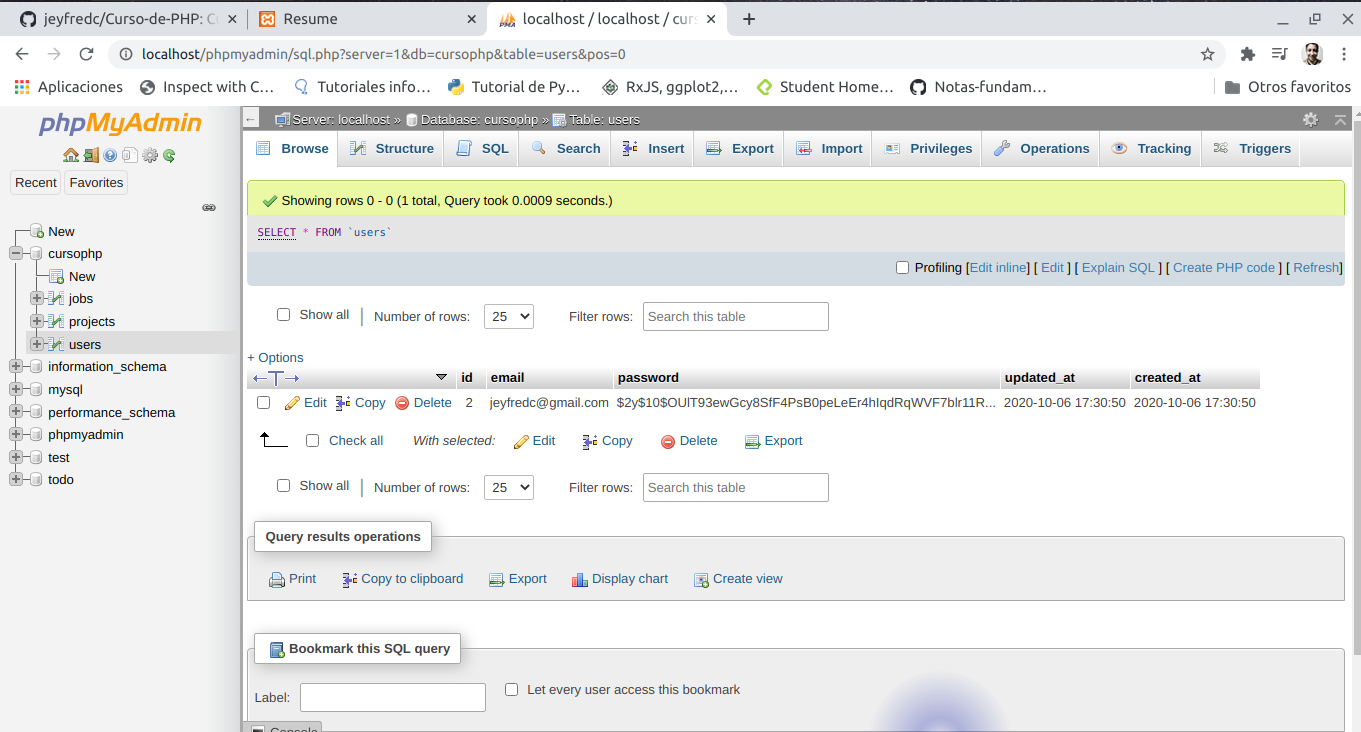 jeyfredc/Curso-de-PHP: C
Resume
localhost / localhost / curs
localhost/phpmyadmin/sql.php?server=1&db=cursophp&table=users&pos=0
Aplicaciones
Inspect with C...
Tutoriales info...
Tutorial de Py...
RxJS, ggplot2,...
Student Home...
Notas-fundam...
Otros favoritos
phpMyAdmin
Recent
Favorites
New
cursophp
New
jobs
projects
users
information_schema
mysql
performance_schema
phpmyadmin
test
todo
Server: localhost » Database: cursophp » Table: users
Browse Structure SQL Search Insert Export Import Privileges Operations Tracking Triggers
Showing rows 0 - 0 (1 total, Query took 0.0009 seconds.)
SELECT * FROM `users`
Profiling [Edit inline] [ Edit ] [ Explain SQL ] [ Create PHP code ] [ Refresh]
Show all | Number of rows: 25 Filter rows: Search this table
+ Options
id email password updated_at created_at
Edit Copy Delete 2 jeyfredc@gmail.com $2y$10$OUlT93ewGcy8SfF4PsB0peLeEr4hIqdRqWVF7blr11R... 2020-10-06 17:30:50 2020-10-06 17:30:50
Check all With selected: Edit Copy Delete Export
Show all | Number of rows: 25 Filter rows: Search this table
Query results operations
Print Copy to clipboard Export Display chart Create view
Bookmark this SQL query
Label: Let every user access this bookmark
Console